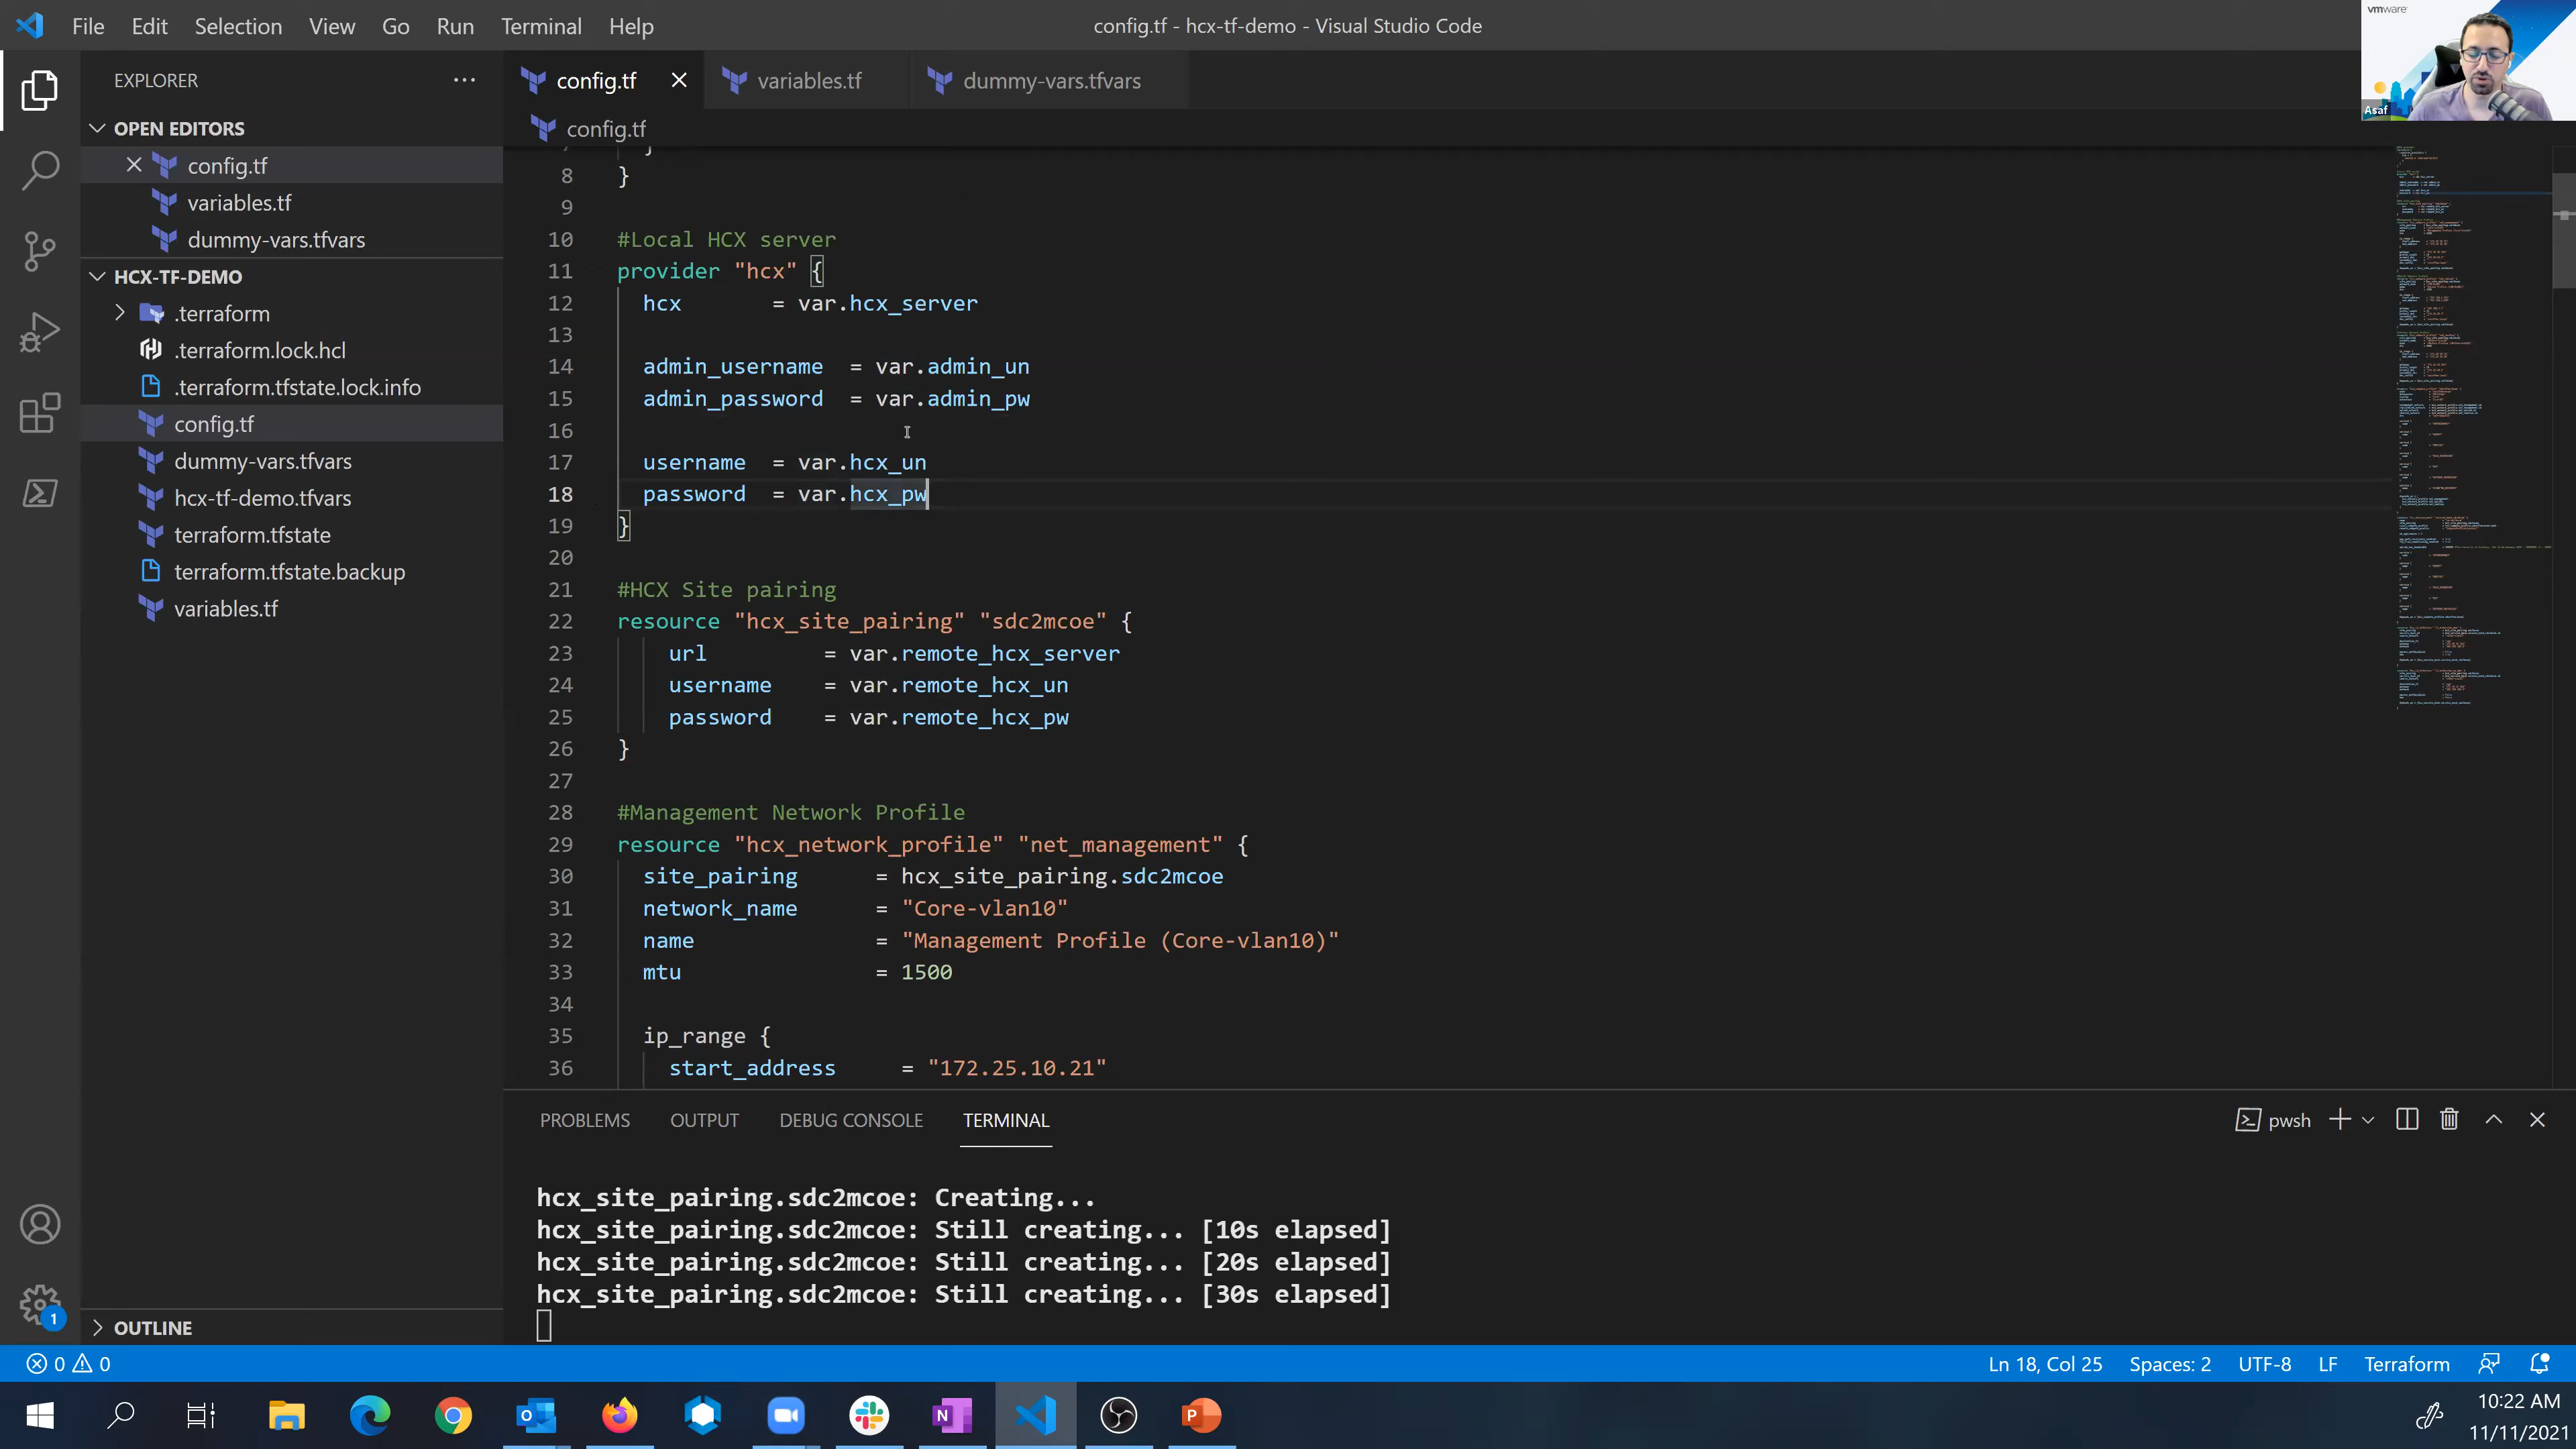 File Edit Selection View Go Run Terminal Help
config.tf - hcx-tf-demo - Visual Studio Code
vmware
Asaf
EXPLORER
OPEN EDITORS
config.tf
variables.tf
dummy-vars.tfvars
HCX-TF-DEMO
.terraform
.terraform.lock.hcl
.terraform.tfstate.lock.info
config.tf
dummy-vars.tfvars
hcx-tf-demo.tfvars
terraform.tfstate
terraform.tfstate.backup
variables.tf
OUTLINE
config.tf variables.tf dummy-vars.tfvars
config.tf
8 }
9
10 #Local HCX server
11 provider "hcx" {
12 hcx = var.hcx_server
13
14 admin_username = var.admin_un
15 admin_password = var.admin_pw
16
17 username = var.hcx_un
18 password = var.hcx_pw
19 }
20
21 #HCX Site pairing
22 resource "hcx_site_pairing" "sdc2mcoe" {
23 url = var.remote_hcx_server
24 username = var.remote_hcx_un
25 password = var.remote_hcx_pw
26 }
27
28 #Management Network Profile
29 resource "hcx_network_profile" "net_management" {
30 site_pairing = hcx_site_pairing.sdc2mcoe
31 network_name = "Core-vlan10"
32 name = "Management Profile (Core-vlan10)"
33 mtu = 1500
34
35 ip_range {
36 start_address = "172.25.10.21"
PROBLEMS OUTPUT DEBUG CONSOLE TERMINAL
pwsh
hcx_site_pairing.sdc2mcoe: Creating...
hcx_site_pairing.sdc2mcoe: Still creating... [10s elapsed]
hcx_site_pairing.sdc2mcoe: Still creating... [20s elapsed]
hcx_site_pairing.sdc2mcoe: Still creating... [30s elapsed]
1
0 0
Ln 18, Col 25 Spaces: 2 UTF-8 LF Terraform
10:22 AM
11/11/2021